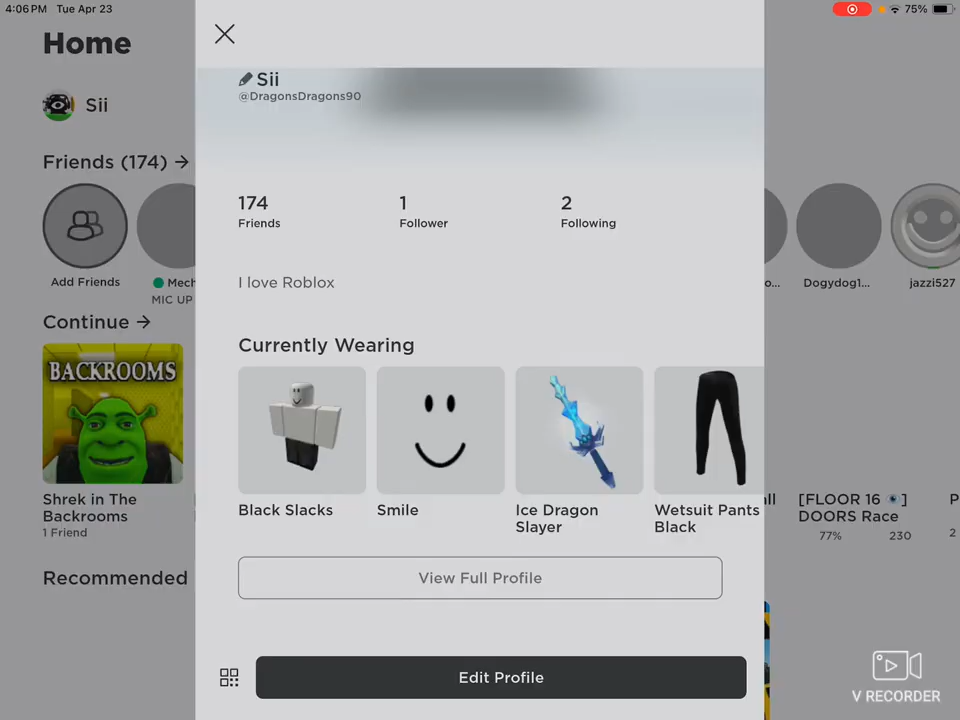 4:06 PM Tue Apr 23
75%
Home
Sii
Friends (174) →
Add Friends
Mech
MIC UP
Continue →
BACKROOMS
Shrek in The
Backrooms
1 Friend
Recommended
Sii
@DragonsDragons90
174
Friends
1
Follower
2
Following
I love Roblox
Currently Wearing
Black Slacks
Smile
Ice Dragon
Slayer
Wetsuit Pants
Black
View Full Profile
Edit Profile
o...
Dogydog1...
jazzi527
all
[FLOOR 16 👁️]
DOORS Race
77%
230
P
2
V RECORDER